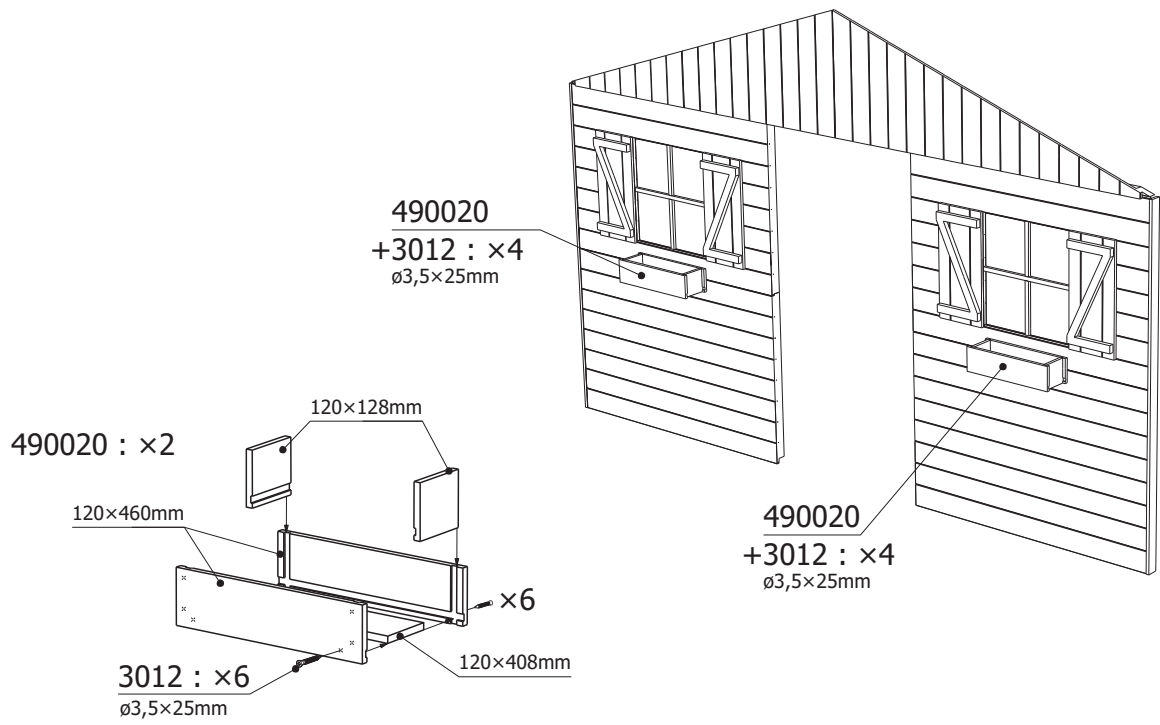 490020
+3012 : ×4
ø3,5×25mm
120×128mm
490020 : ×2
120×460mm
490020
+3012 : ×4
ø3,5×25mm
×6
120×408mm
3012 : ×6
ø3,5×25mm